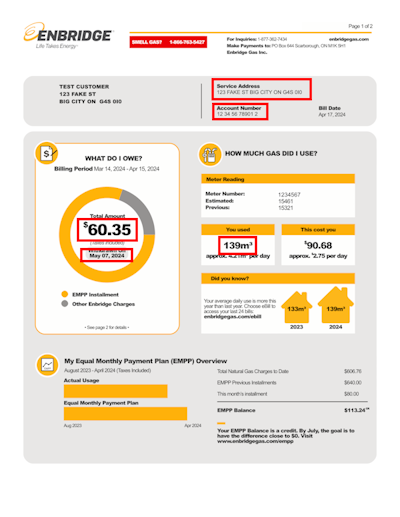 Page 1 of 2
ENBRIDGE
Life Takes Energy
SMELL GAS? 1-866-763-5427
For Inquiries: 1-877-362-7434
enbridgegas.com
Make Payments to: PO Box 644 Scarborough, ON M1K 5H1
Enbridge Gas Inc.
TEST CUSTOMER
123 FAKE ST
BIG CITY ON G4S 0I0
Service Address
123 FAKE ST BIG CITY ON G4S 0I0
Account Number
12 34 56 78901 2
Bill Date
Apr 17, 2024
WHAT DO I OWE?
Billing Period Mar 14, 2024 - Apr 15, 2024
Total Amount
$60.35
(Taxes Included)
May 07, 2024
EMPP Installment
Other Enbridge Charges
• See page 2 for details •
HOW MUCH GAS DID I USE?
Meter Reading
Meter Number: 1234567
Estimated: 15461
Previous: 15321
You used
139m³
approx. 4.21m³ per day
This cost you
$90.68
approx. $2.75 per day
Did you know?
Your average daily use is more this
year than last year. Choose eBill to
access your last 24 bills.
enbridgegas.com/ebill
133m³
2023
139m³
2024
My Equal Monthly Payment Plan (EMPP) Overview
August 2023 - April 2024 (Taxes Included)
Actual Usage
Equal Monthly Payment Plan
Aug 2023
Apr 2024
Total Natural Gas Charges to Date $606.76
EMPP Previous Installments $640.00
This month's installment $80.00
EMPP Balance $113.24
Your EMPP Balance is a credit. By July, the goal is to
have the difference close to $0. Visit
www.enbridgegas.com/empp